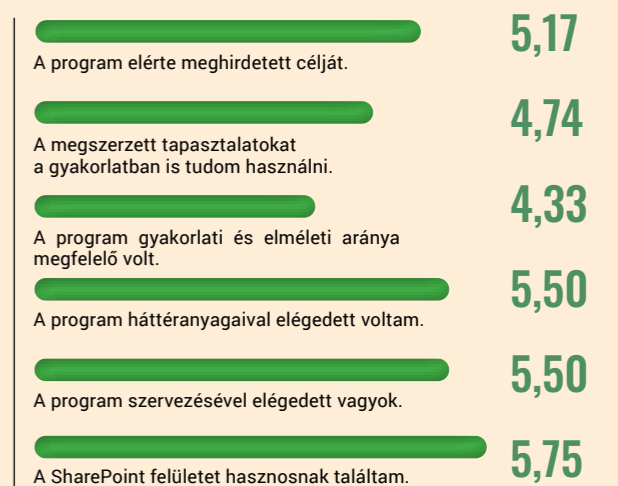 5,17
A program elérte meghirdetett célját.
4,74
A megszerzett tapasztalatokat
a gyakorlatban is tudom használni.
4,33
A program gyakorlati és elméleti aránya
megfelelő volt.
5,50
A program háttéranyagaival elégedett voltam.
5,50
A program szervezésével elégedett vagyok.
5,75
A SharePoint felületet hasznosnak találtam.